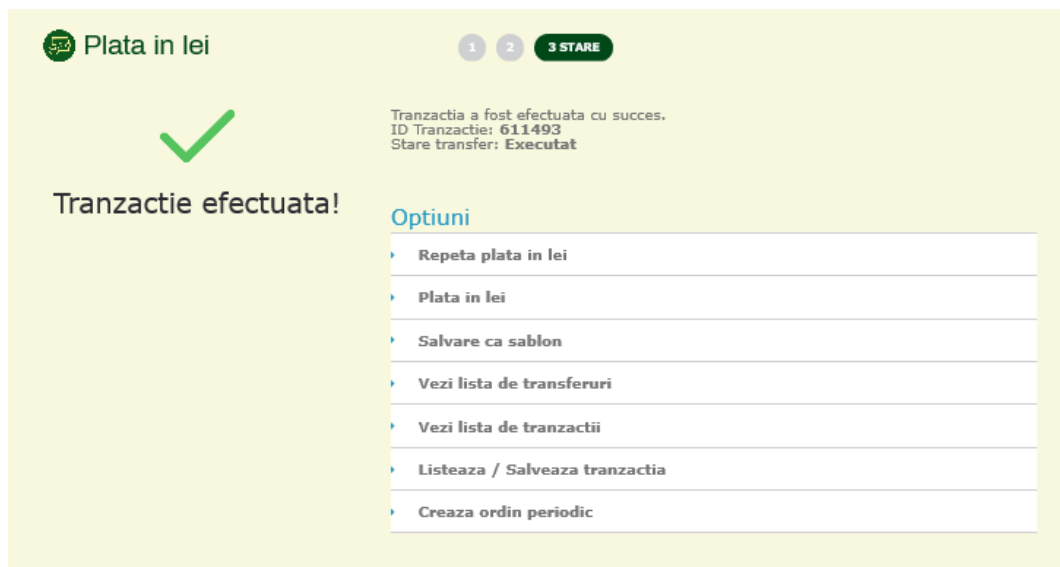 Plata in lei
1 2 3 STARE
Tranzactia a fost efectuata cu succes.
ID Tranzactie: 611493
Stare transfer: Executat
Tranzactie efectuata!
Optiuni
Repeta plata in lei
Plata in lei
Salvare ca sablon
Vezi lista de transferuri
Vezi lista de tranzactii
Listeaza / Salveaza tranzactia
Creaza ordin periodic